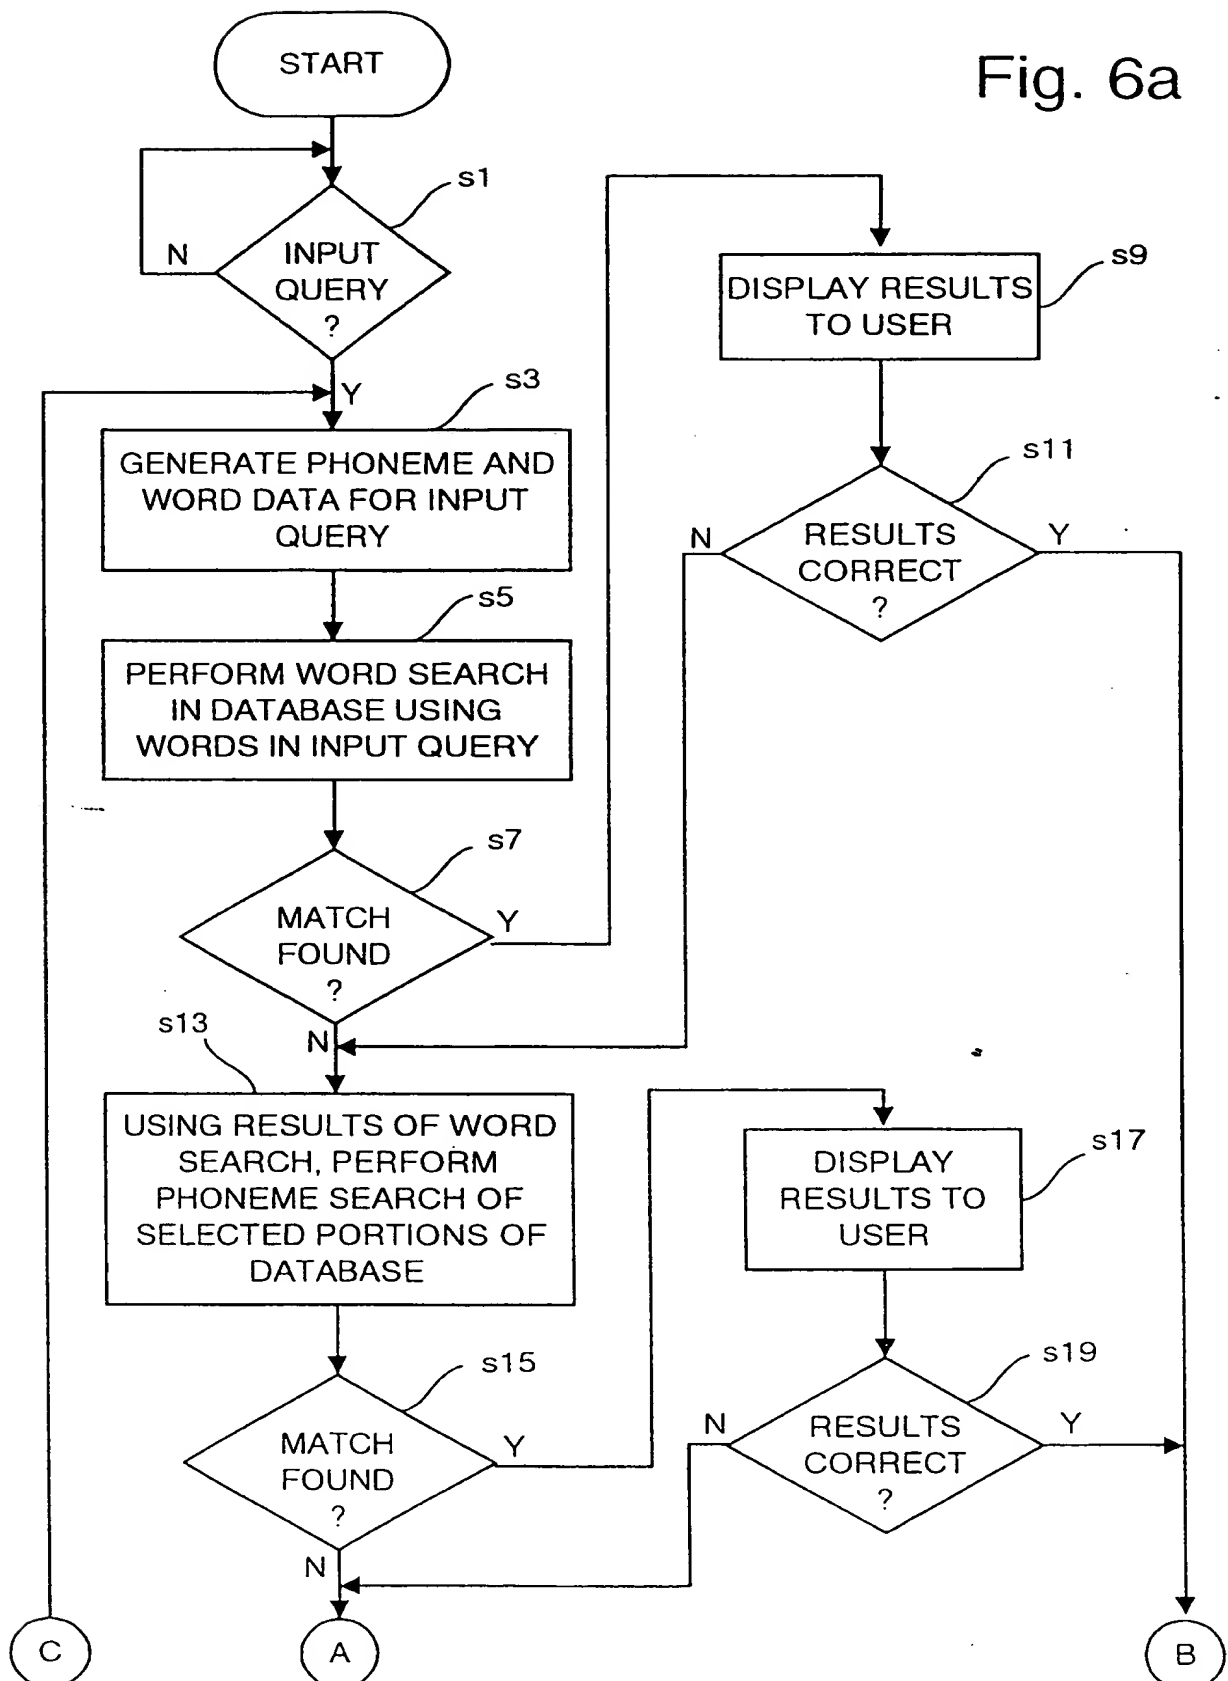 START
Fig. 6a
s1
N
INPUT
QUERY
?
Y
s3
GENERATE PHONEME AND
WORD DATA FOR INPUT
QUERY
s5
PERFORM WORD SEARCH
IN DATABASE USING
WORDS IN INPUT QUERY
s7
MATCH
FOUND
?
Y
N
s9
DISPLAY RESULTS
TO USER
s11
N
RESULTS
CORRECT
?
Y
s13
USING RESULTS OF WORD
SEARCH, PERFORM
PHONEME SEARCH OF
SELECTED PORTIONS OF
DATABASE
s15
MATCH
FOUND
?
Y
N
s17
DISPLAY
RESULTS TO
USER
s19
N
RESULTS
CORRECT
?
Y
C
A
B